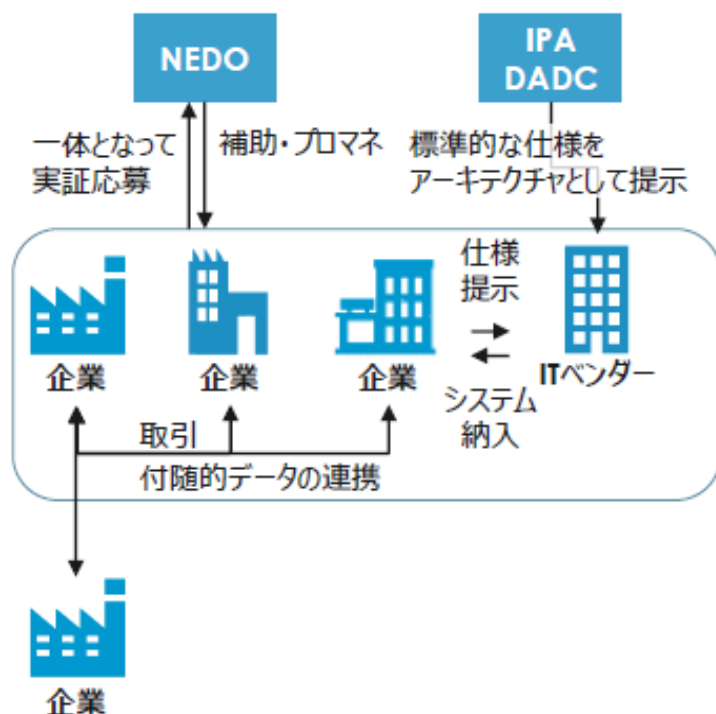 NEDO
IPA
DADC
一体となって
実証応募
補助・プロマネ
標準的な仕様を
アーキテクチャとして提示
仕様
提示
企業
企業
企業
ITベンダー
システム
納入
取引
付随的データの連携
企業